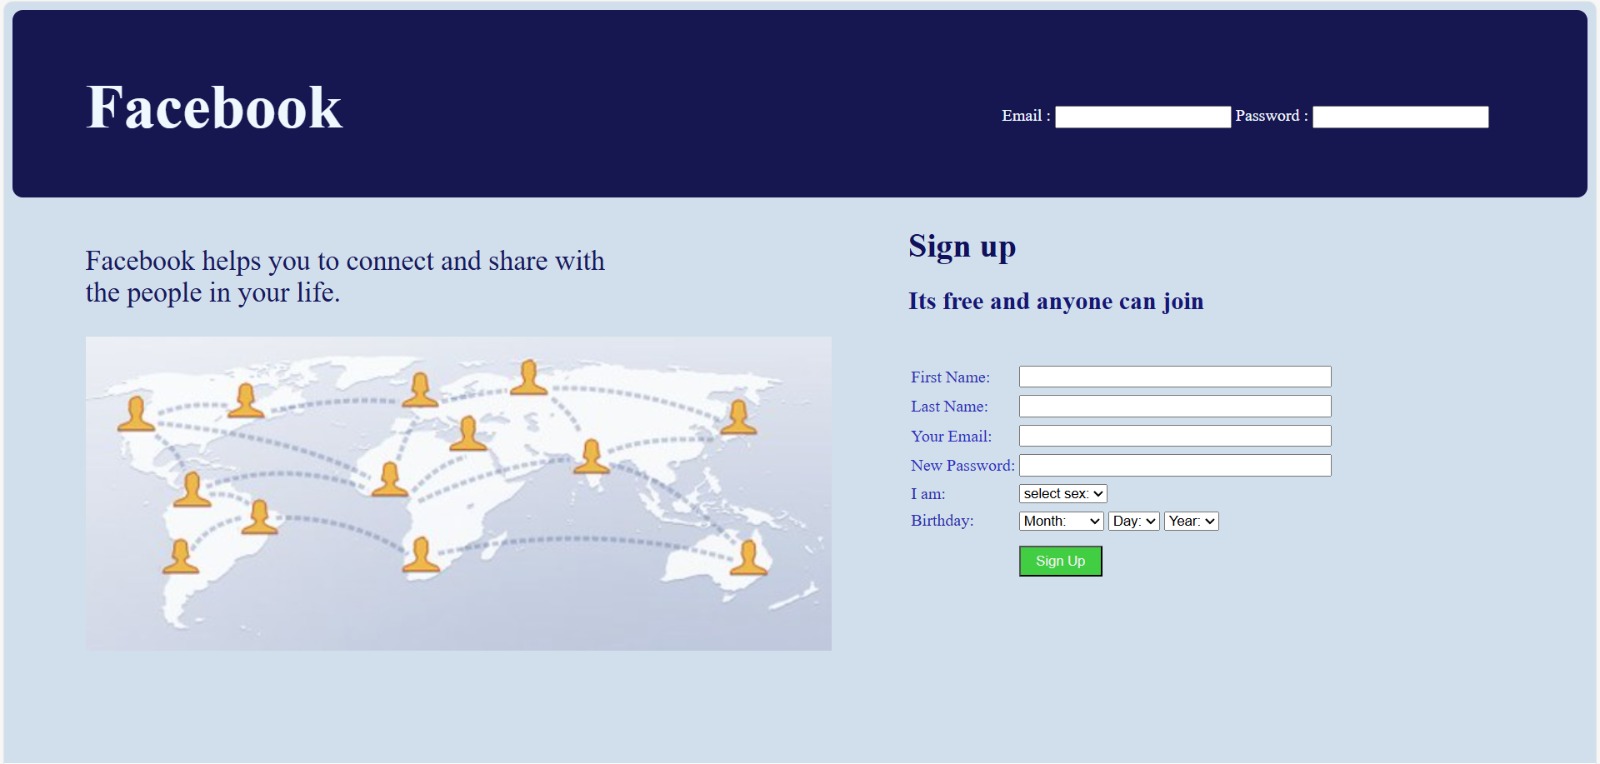 Facebook
Email : Password :
Facebook helps you to connect and share with
the people in your life.
Sign up
Its free and anyone can join
First Name:
Last Name:
Your Email:
New Password:
I am: select sex:
Birthday: Month: Day: Year:
Sign Up